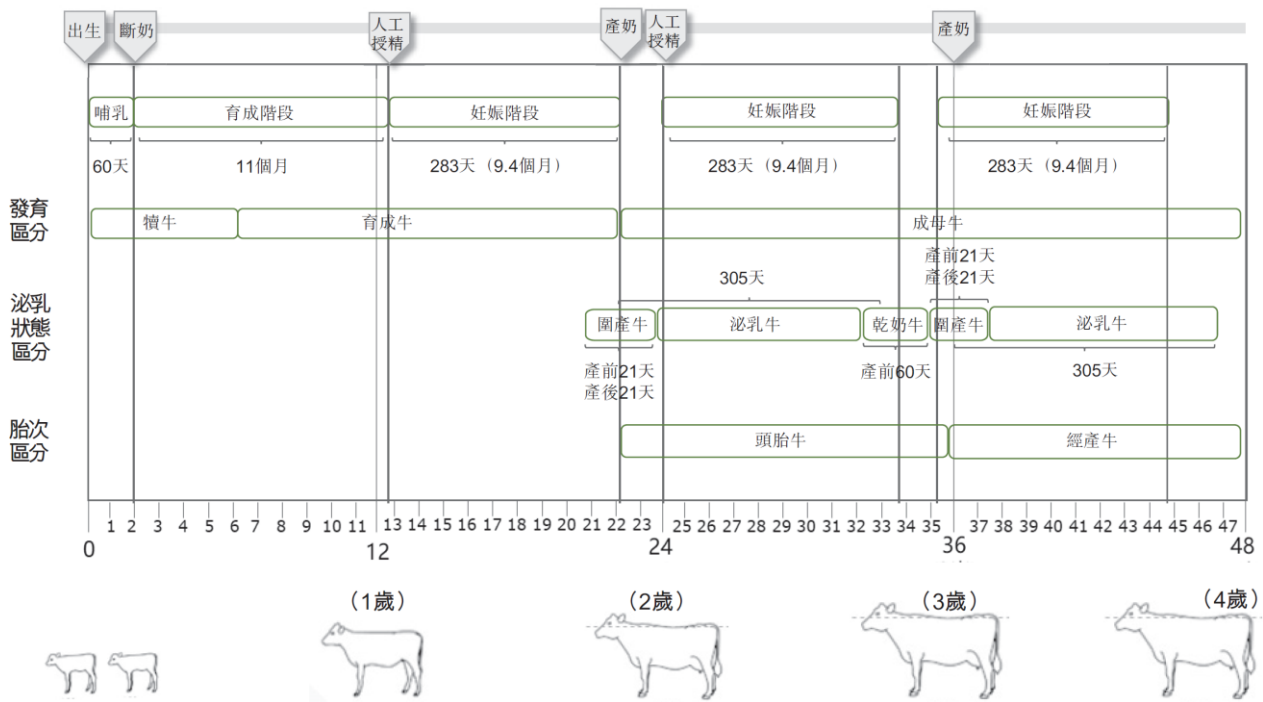 出生
斷奶
人工
授精
產奶
人工
授精
產奶
哺乳
育成階段
妊娠階段
妊娠階段
妊娠階段
60天
11個月
283天（9.4個月）
283天（9.4個月）
283天（9.4個月）
發育
區分
犢牛
育成牛
成母牛
產前21天
產後21天
305天
泌乳
狀態
區分
圍產牛
泌乳牛
乾奶牛
圍產牛
泌乳牛
產前21天
產後21天
產前60天
305天
胎次
區分
頭胎牛
經產牛
1 2 3 4 5 6 7 8 9 10 11 13 14 15 16 17 18 19 20 21 22 23 25 26 27 28 29 30 31 32 33 34 35 37 38 39 40 41 42 43 44 45 46 47
0 12 24 36 48
（1歲）
（2歲）
（3歲）
（4歲）